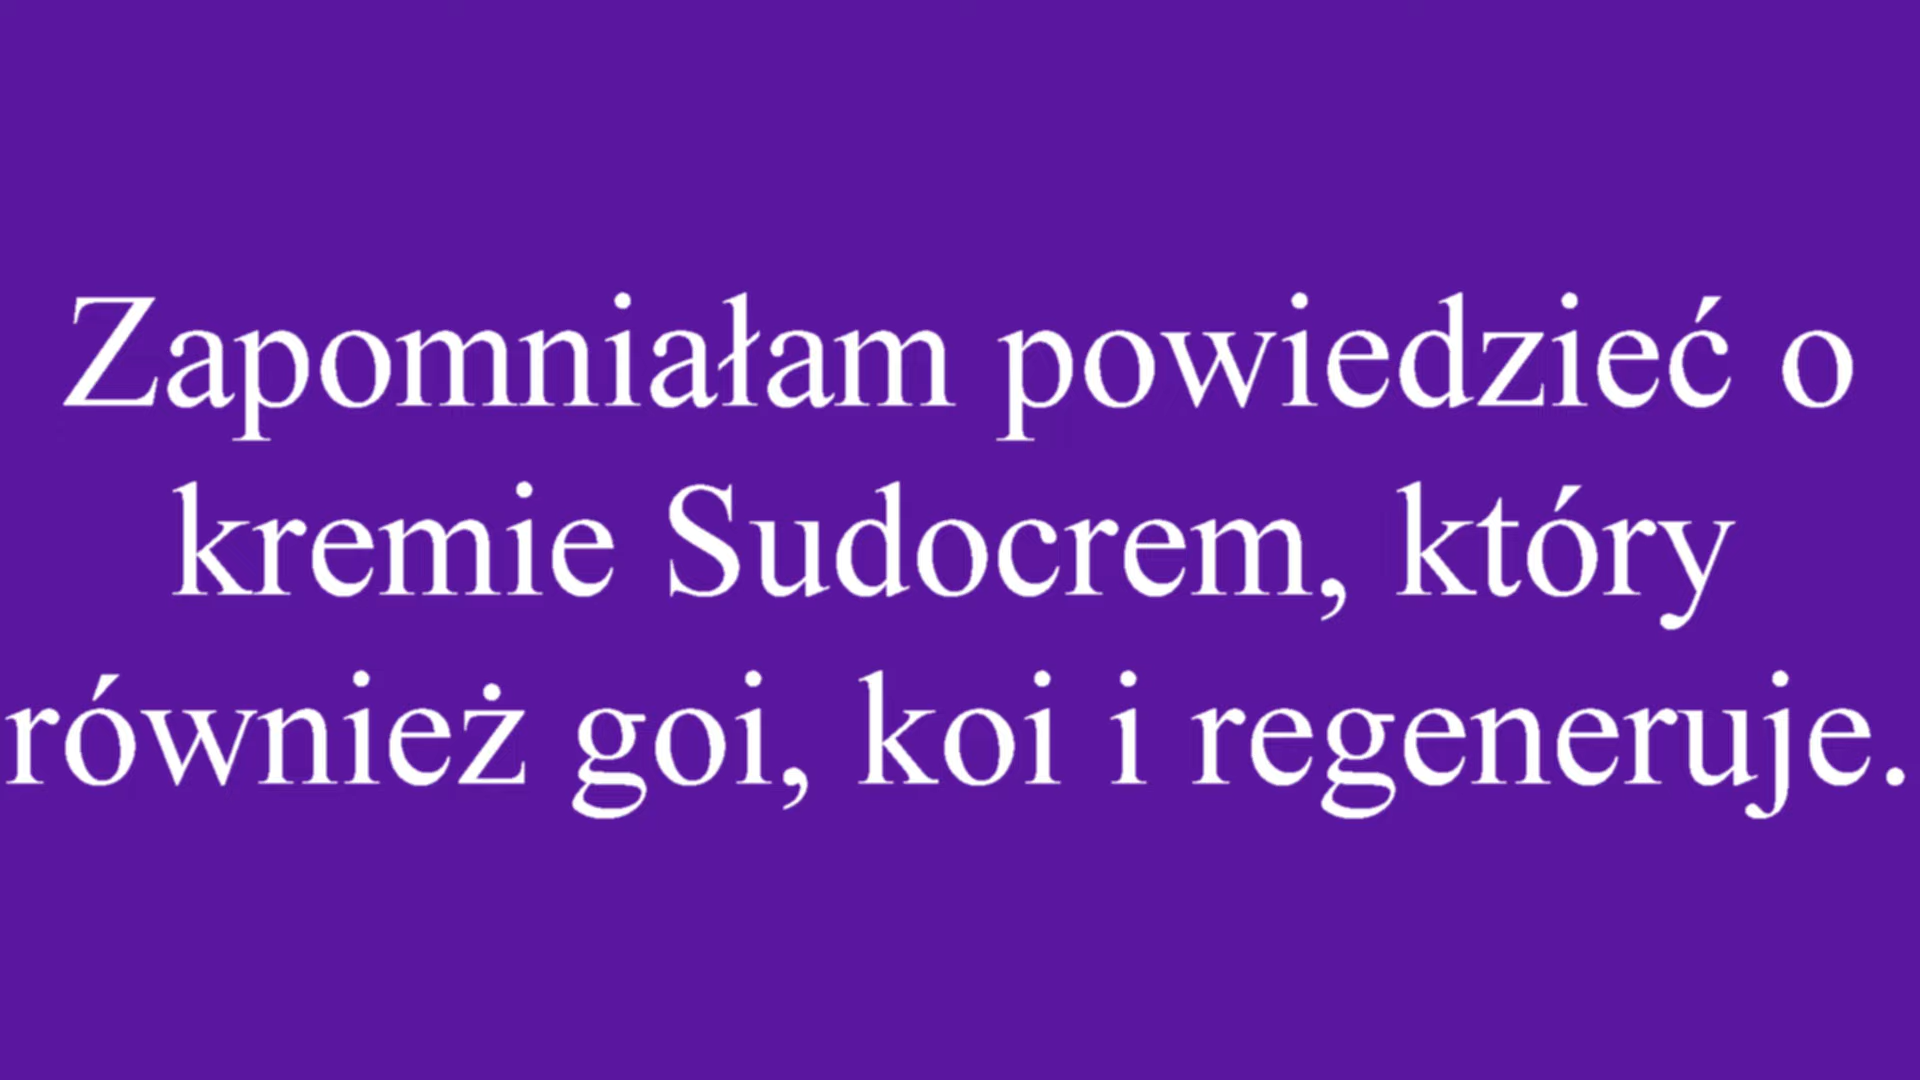 Zapomniałam powiedzieć o
kremie Sudocrem, który
również goi, koi i regeneruje.